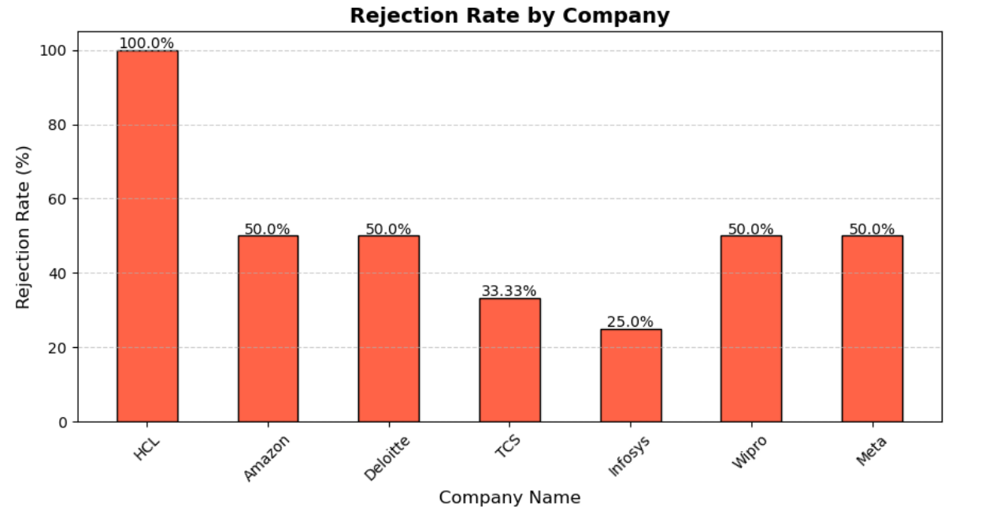 Rejection Rate by Company
Rejection Rate (%)
100
80
60
40
20
0
100.0%
50.0%
50.0%
33.33%
25.0%
50.0%
50.0%
HCL
Amazon
Deloitte
TCS
Infosys
Wipro
Meta
Company Name